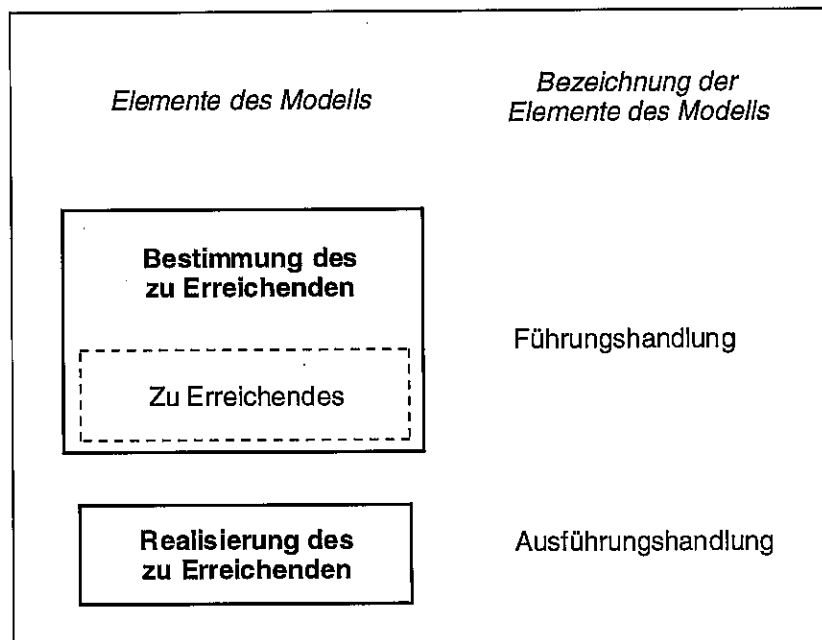 Elemente des Modells
Bezeichnung der
Elemente des Modells
Bestimmung des
zu Erreichenden
Zu Erreichendes
Führungshandlung
Realisierung des
zu Erreichenden
Ausführungshandlung